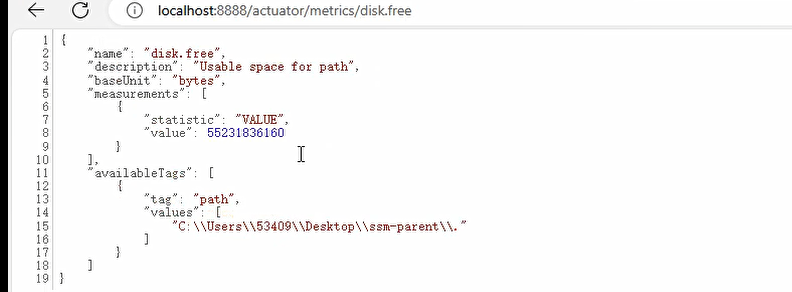 localhost:8888/actuator/metrics/disk.free
1 {
2 "name": "disk.free",
3 "description": "Usable space for path",
4 "baseUnit": "bytes",
5 "measurements": [
6 {
7 "statistic": "VALUE",
8 "value": 55231836160
9 }
10 ],
11 "availableTags": [
12 {
13 "tag": "path",
14 "values": [
15 "C:\\Users\\53409\\Desktop\\ssm-parent\\."
16 ]
17 }
18 ]
19 }